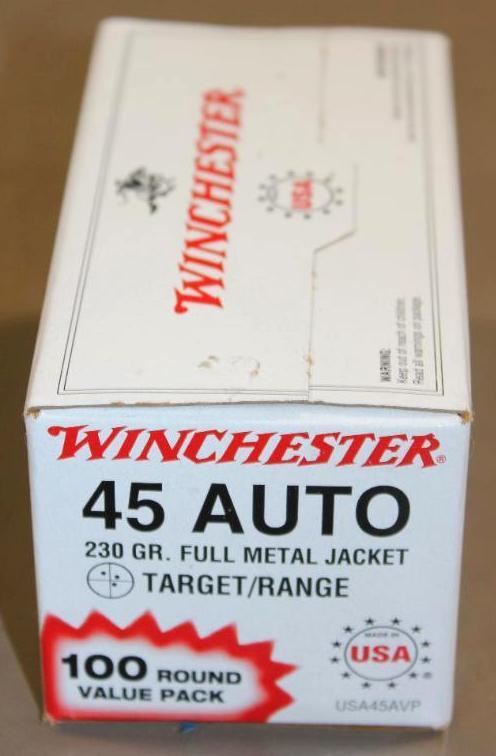 WINCHESTER
USA
WARNING:
Keep out of reach of children.
Read all warnings on package.
WINCHESTER®
45 AUTO
230 GR. FULL METAL JACKET
TARGET/RANGE
100 ROUND
VALUE PACK
MADE IN
USA
®
USA45AVP